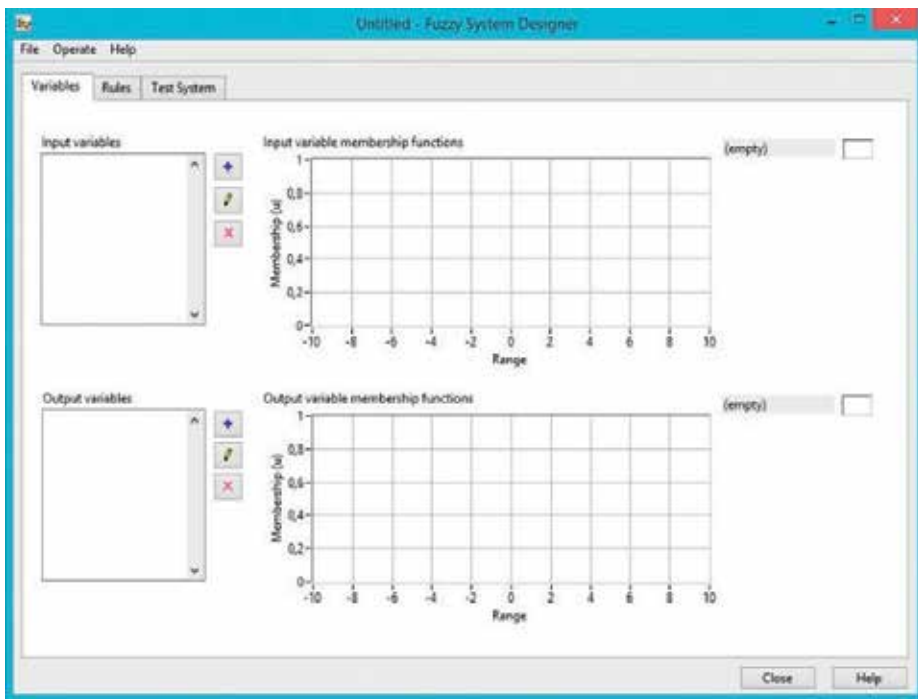 Untitled - Fuzzy System Designer
File Operate Help
Variables Rules Test System
Input variables
Input variable membership functions
(empty)
Membership (u)
1
0,8
0,6
0,4
0,2
0
-10 -8 -6 -4 -2 0 2 4 6 8 10
Range
Output variables
Output variable membership functions
(empty)
Membership (u)
1
0,8
0,6
0,4
0,2
0
-10 -8 -6 -4 -2 0 2 4 6 8 10
Range
Close Help